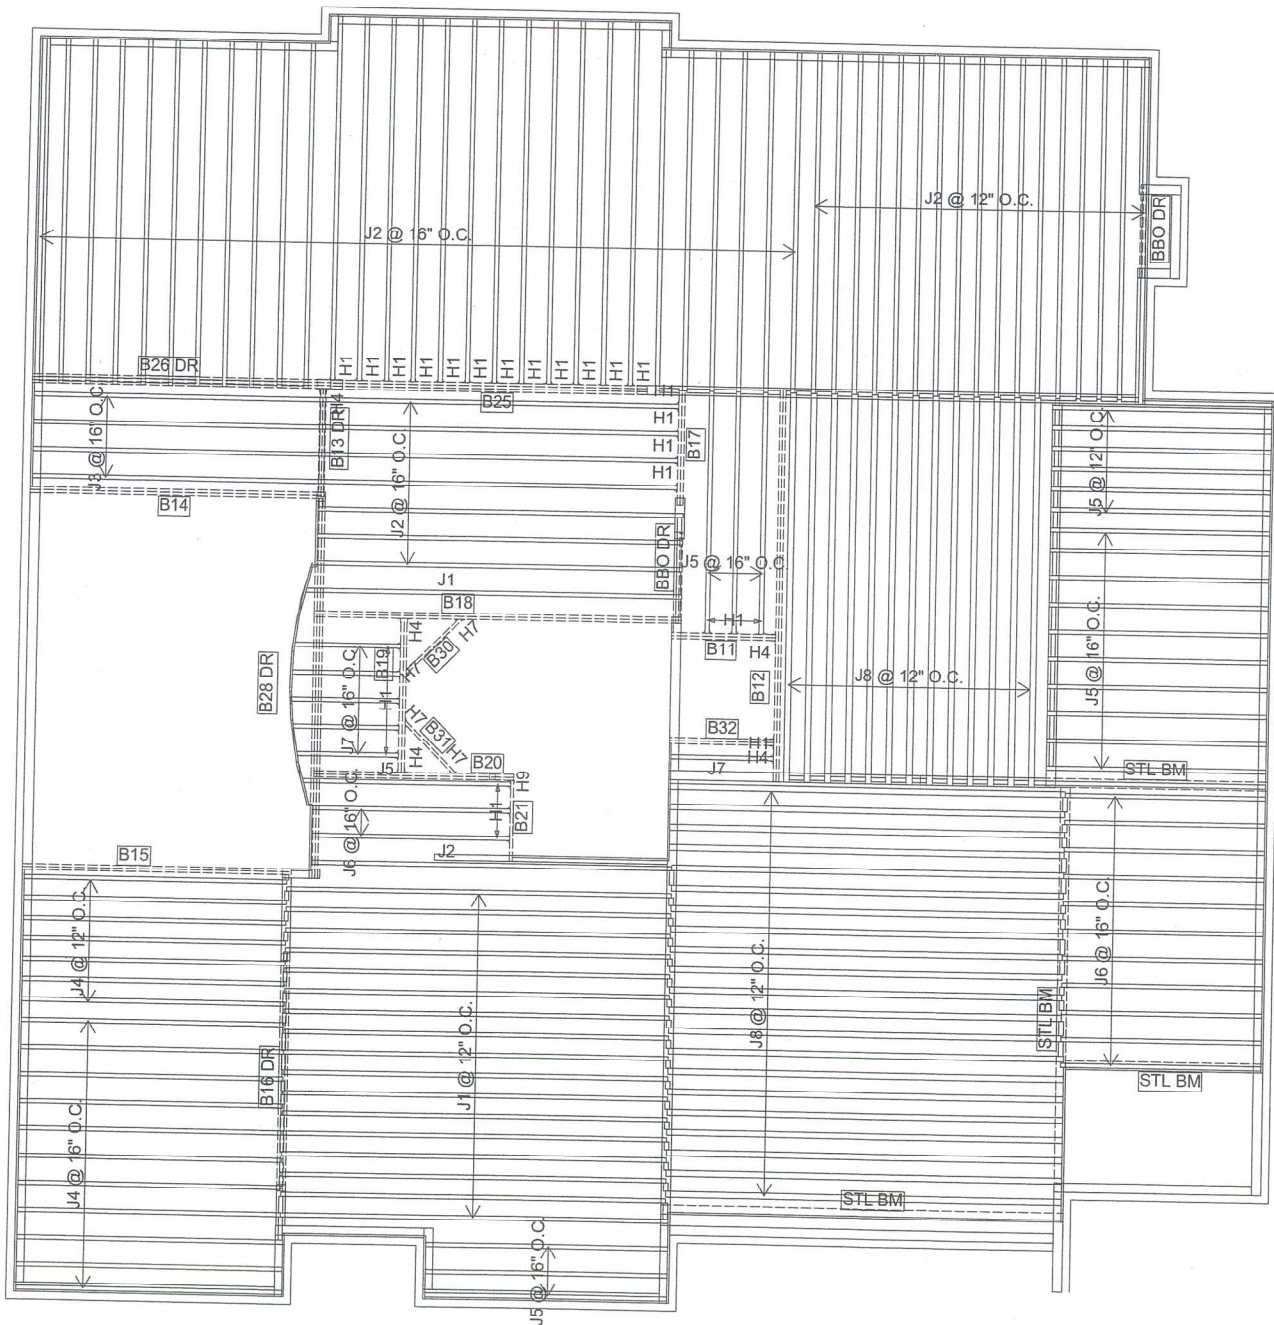 J2 @ 12" O.C.
BBO DR
J2 @ 16" O.C.
B26 DR
H1
H1
H1
H1
H1
H1
H1
H1
H1
H1
H1
H1
H1
B25
H4
B13 DR
J3 @ 16" O.C.
J2 @ 16" O.C.
H1
H1
H1
B17
J5 @ 12" O.C.
B14
BBO DR
J5 @ 16" O.C.
J1
B18
H1
H4
H7
B30
B19
H7
B11
H4
J5 @ 16" O.C.
B28 DR
J7 @ 16" O.C.
H1
B12
J8 @ 12" O.C.
H7
B31
H7
H4
J5
B20
B32
H1
H4
J7
STL BM
H9
H1
B21
J6 @ 16" O.C.
J2
B15
J4 @ 12" O.C.
J6 @ 16" O.C.
J8 @ 12" O.C.
STL BM
J1 @ 12" O.C.
B16 DR
STL BM
J4 @ 16" O.C.
STL BM
J5 @ 16" O.C.